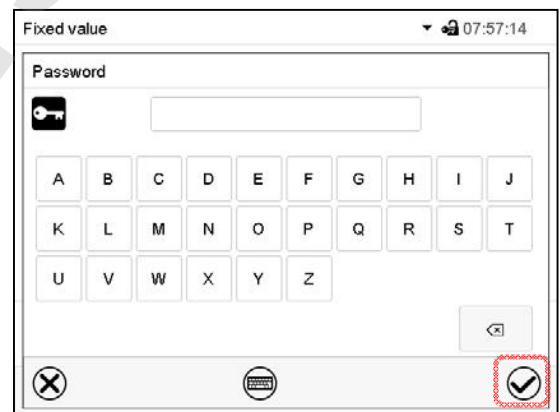 Fixed value 07:57:14
Password
A B C D E F G H I J
K L M N O P Q R S T
U V W X Y Z